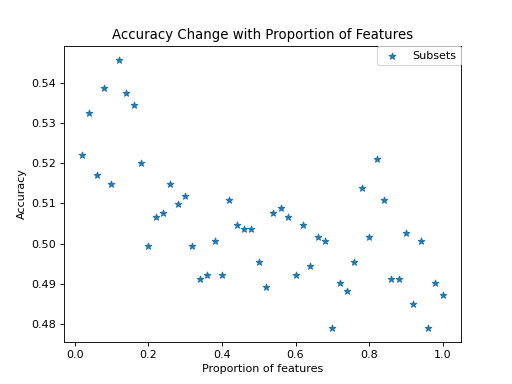 Accuracy Change with Proportion of Features
Subsets
0.54
0.53
0.52
0.51
0.50
0.49
0.48
Accuracy
0.0 0.2 0.4 0.6 0.8 1.0
Proportion of features